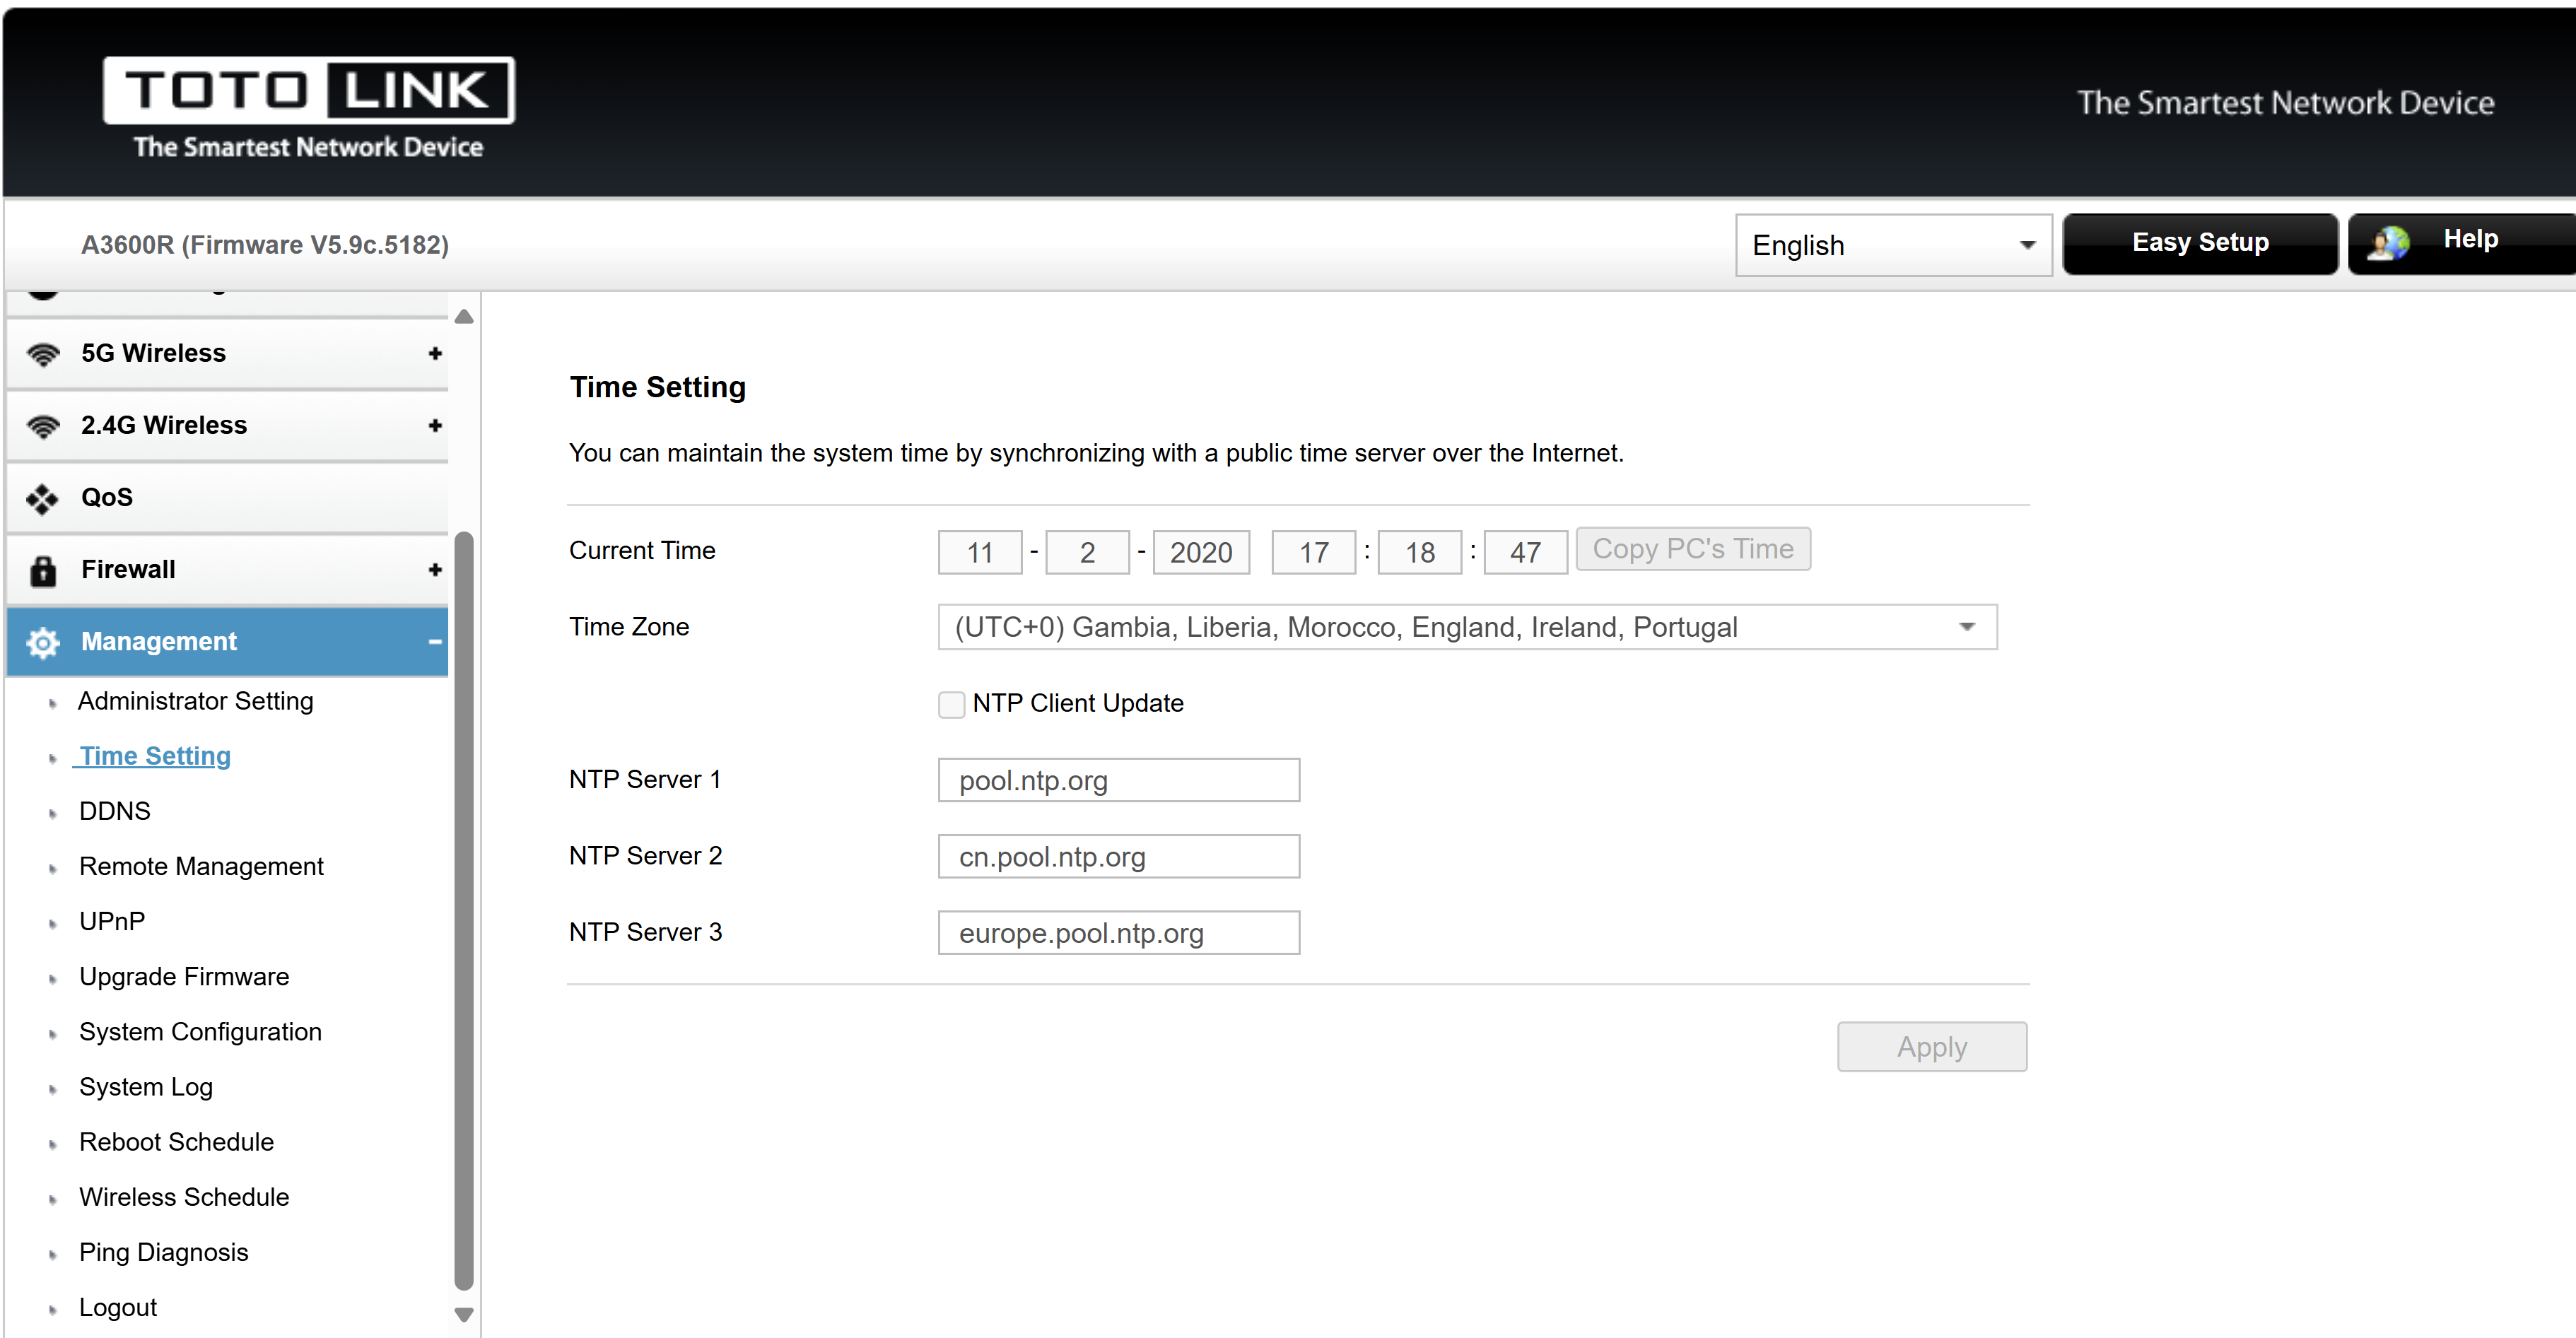 TOTO LINK
The Smartest Network Device
The Smartest Network Device
A3600R (Firmware V5.9c.5182)
English
Easy Setup
Help
5G Wireless +
2.4G Wireless +
QoS
Firewall +
Management −
Administrator Setting
Time Setting
DDNS
Remote Management
UPnP
Upgrade Firmware
System Configuration
System Log
Reboot Schedule
Wireless Schedule
Ping Diagnosis
Logout
Time Setting
You can maintain the system time by synchronizing with a public time server over the Internet.
Current Time 11 - 2 - 2020 17 : 18 : 47 Copy PC's Time
Time Zone (UTC+0) Gambia, Liberia, Morocco, England, Ireland, Portugal
NTP Client Update
NTP Server 1 pool.ntp.org
NTP Server 2 cn.pool.ntp.org
NTP Server 3 europe.pool.ntp.org
Apply